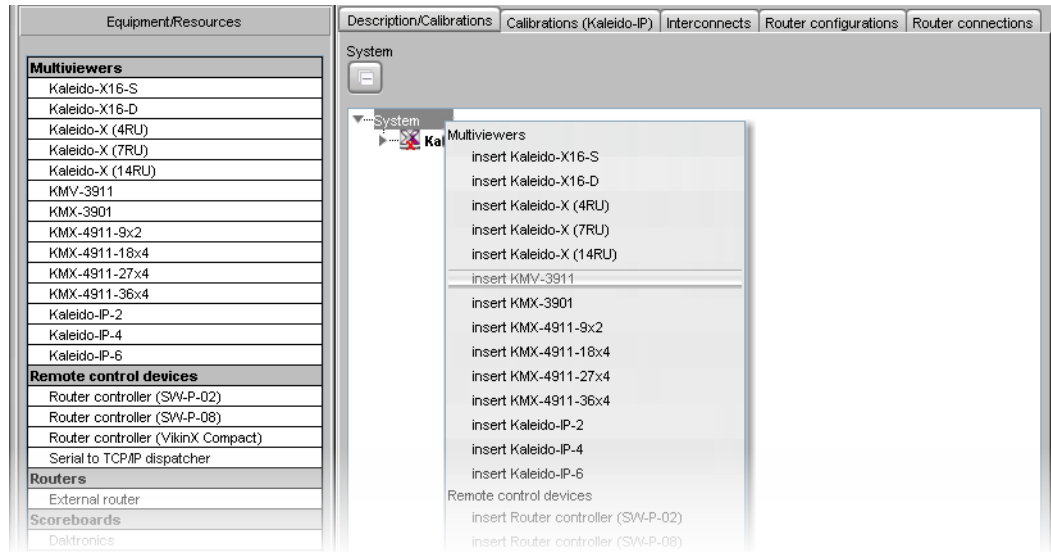 Equipment/Resources
Multiviewers
Kaleido-X16-S
Kaleido-X16-D
Kaleido-X (4RU)
Kaleido-X (7RU)
Kaleido-X (14RU)
KMV-3911
KMX-3901
KMX-4911-9x2
KMX-4911-18x4
KMX-4911-27x4
KMX-4911-36x4
Kaleido-IP-2
Kaleido-IP-4
Kaleido-IP-6
Remote control devices
Router controller (SW-P-02)
Router controller (SW-P-08)
Router controller (VikinX Compact)
Serial to TCP/IP dispatcher
Routers
External router
Scoreboards
Daktronics
Description/Calibrations Calibrations (Kaleido-IP) Interconnects Router configurations Router connections
System
System
Kal
Multiviewers
insert Kaleido-X16-S
insert Kaleido-X16-D
insert Kaleido-X (4RU)
insert Kaleido-X (7RU)
insert Kaleido-X (14RU)
insert KMV-3911
insert KMX-3901
insert KMX-4911-9x2
insert KMX-4911-18x4
insert KMX-4911-27x4
insert KMX-4911-36x4
insert Kaleido-IP-2
insert Kaleido-IP-4
insert Kaleido-IP-6
Remote control devices
insert Router controller (SW-P-02)
insert Router controller (SW-P-08)